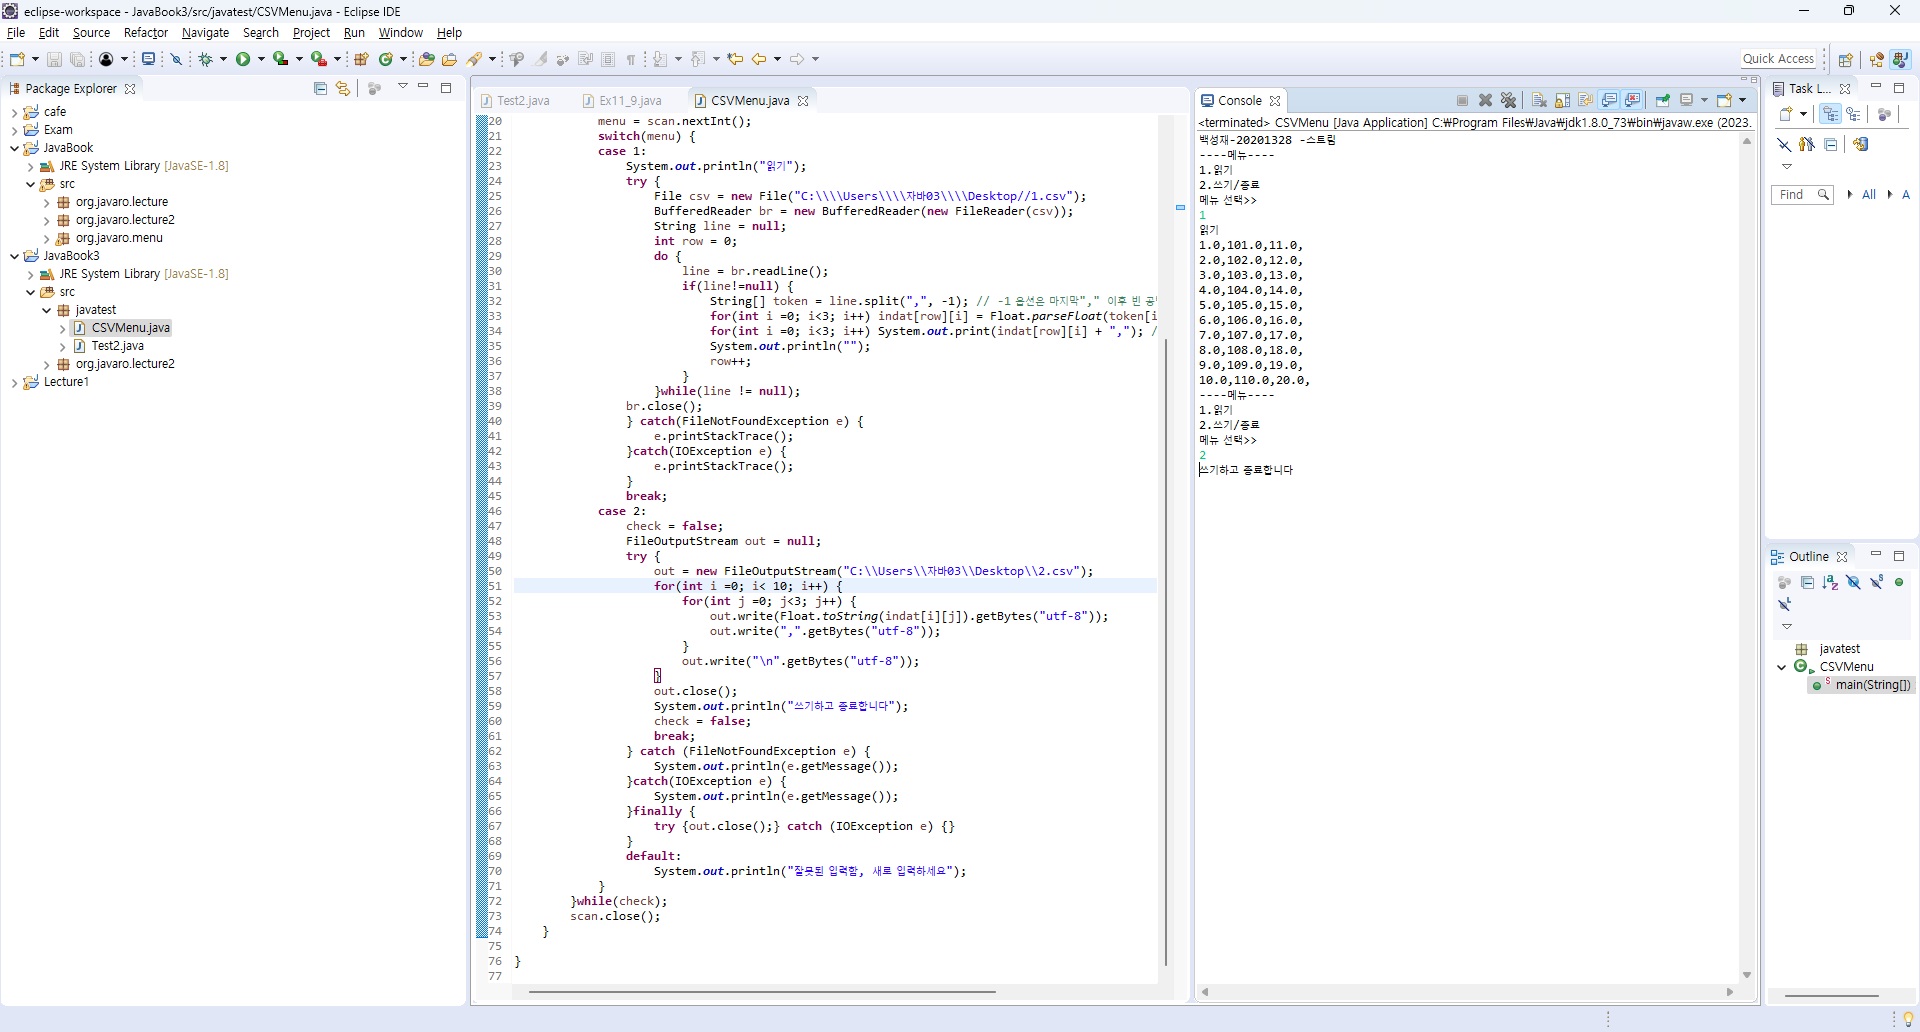 eclipse-workspace - JavaBook3/src/javatest/CSVMenu.java - Eclipse IDE
File Edit Source Refactor Navigate Search Project Run Window Help
Quick Access
Package Explorer
cafe
Exam
JavaBook
JRE System Library [JavaSE-1.8]
src
org.javaro.lecture
org.javaro.lecture2
org.javaro.menu
JavaBook3
JRE System Library [JavaSE-1.8]
src
javatest
CSVMenu.java
Test2.java
org.javaro.lecture2
Lecture1
Test2.java Ex11_9.java CSVMenu.java
20 menu = scan.nextInt();
21 switch(menu) {
22 case 1:
23 System.out.println("읽기");
24 try {
25 File csv = new File("C:\\\\Users\\\\자바03\\\\Desktop//1.csv");
26 BufferedReader br = new BufferedReader(new FileReader(csv));
27 String line = null;
28 int row = 0;
29 do {
30 line = br.readLine();
31 if(line!=null) {
32 String[] token = line.split(",", -1); // -1 옵션은 마지막"," 이후 빈 공
33 for(int i =0; i<3; i++) indat[row][i] = Float.parseFloat(token[i
34 for(int i =0; i<3; i++) System.out.print(indat[row][i] + ","); /
35 System.out.println("");
36 row++;
37 }
38 }while(line != null);
39 br.close();
40 } catch(FileNotFoundException e) {
41 e.printStackTrace();
42 }catch(IOException e) {
43 e.printStackTrace();
44 }
45 break;
46 case 2:
47 check = false;
48 FileOutputStream out = null;
49 try {
50 out = new FileOutputStream("C:\\Users\\자바03\\Desktop\\2.csv");
51 for(int i =0; i< 10; i++) {
52 for(int j =0; j<3; j++) {
53 out.write(Float.toString(indat[i][j]).getBytes("utf-8"));
54 out.write(",".getBytes("utf-8"));
55 }
56 out.write("\n".getBytes("utf-8"));
57 }
58 out.close();
59 System.out.println("쓰기하고 종료합니다");
60 check = false;
61 break;
62 } catch (FileNotFoundException e) {
63 System.out.println(e.getMessage());
64 }catch(IOException e) {
65 System.out.println(e.getMessage());
66 }finally {
67 try {out.close();} catch (IOException e) {}
68 }
69 default:
70 System.out.println("잘못된 입력함, 새로 입력하세요");
71 }
72 }while(check);
73 scan.close();
74 }
75
76 }
77
Console
<terminated> CSVMenu [Java Application] C:₩Program Files₩Java₩jdk1.8.0_73₩bin₩javaw.exe (2023.
백성재-20201328 -스트림
----메뉴----
1.읽기
2.쓰기/종료
메뉴 선택>>
1
읽기
1.0,101.0,11.0,
2.0,102.0,12.0,
3.0,103.0,13.0,
4.0,104.0,14.0,
5.0,105.0,15.0,
6.0,106.0,16.0,
7.0,107.0,17.0,
8.0,108.0,18.0,
9.0,109.0,19.0,
10.0,110.0,20.0,
----메뉴----
1.읽기
2.쓰기/종료
메뉴 선택>>
2
쓰기하고 종료합니다
Task L...
Find All A
Outline
javatest
CSVMenu
main(String[])